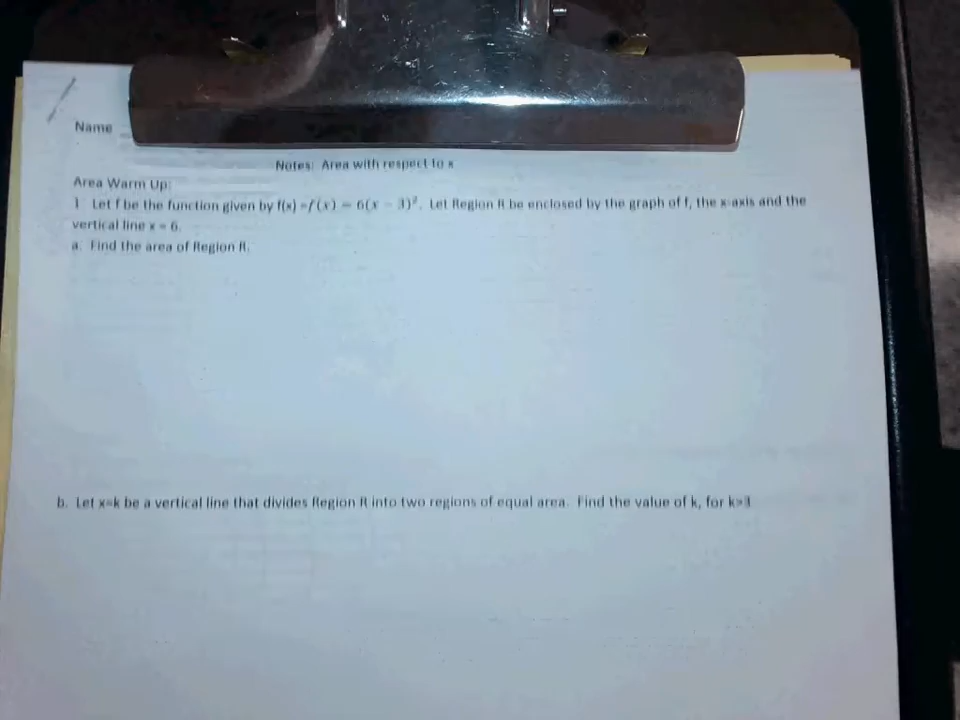 Name
Notes: Area with respect to x
Area Warm Up:
1 Let f be the function given by f(x) =f(x) = 6(x - 3)². Let Region R be enclosed by the graph of f, the x-axis and the
vertical line x = 6.
a. Find the area of Region R.
b. Let x=k be a vertical line that divides Region R into two regions of equal area. Find the value of k, for k>3